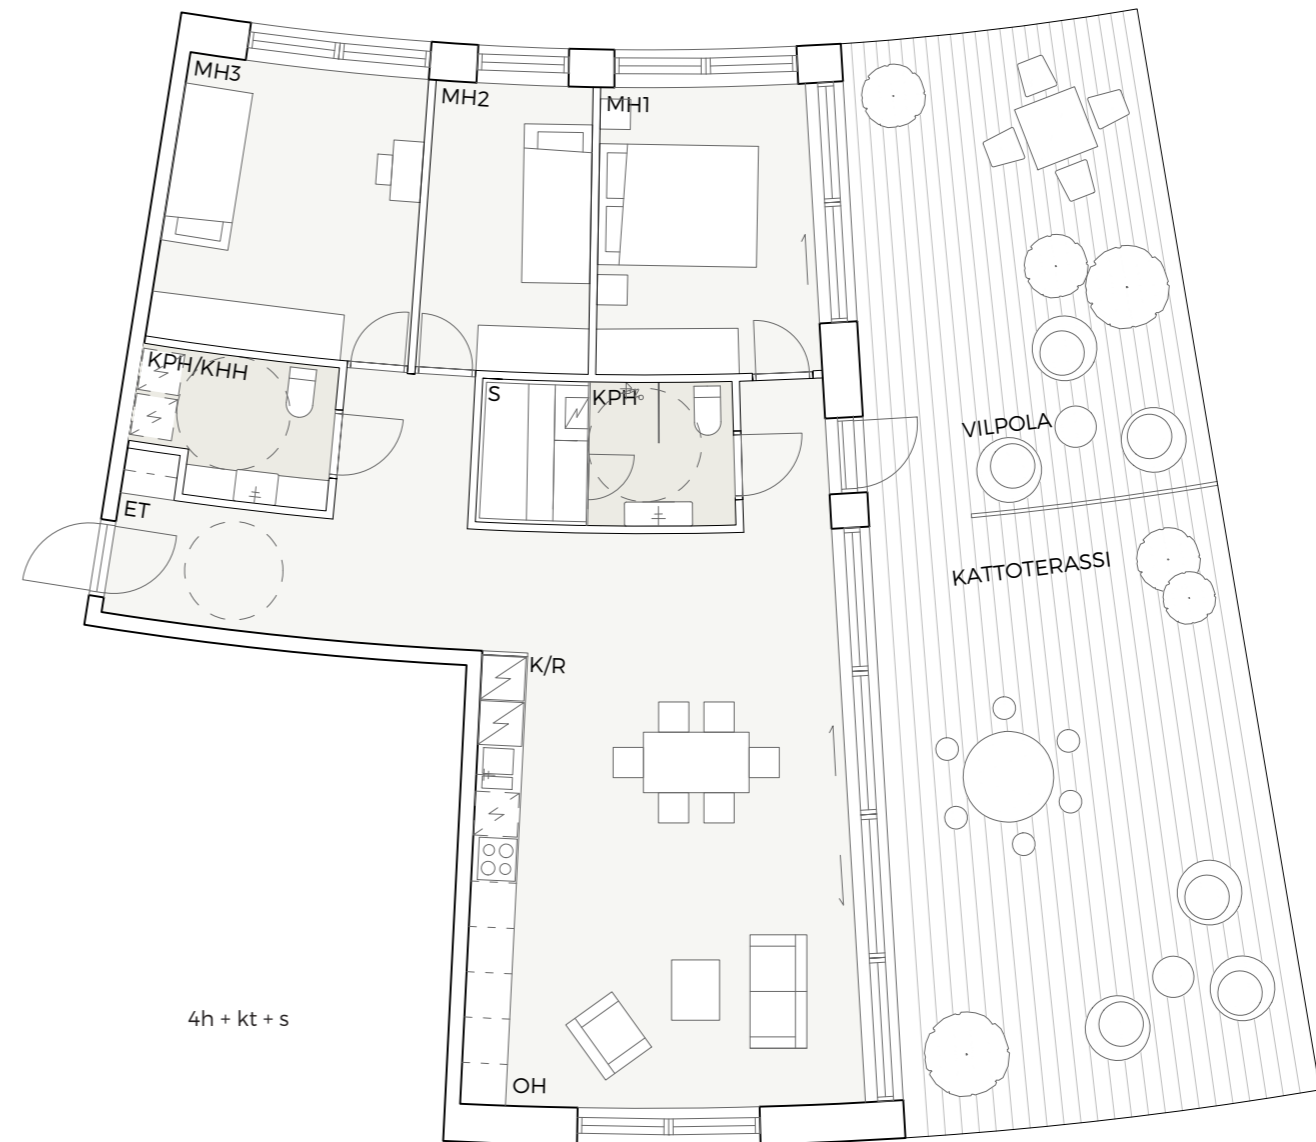 MH3
MH2
MH1
KPH/KHH
S
KPH
VILPOLA
ET
KATTOTERASSI
K/R
4h + kt + s
OH